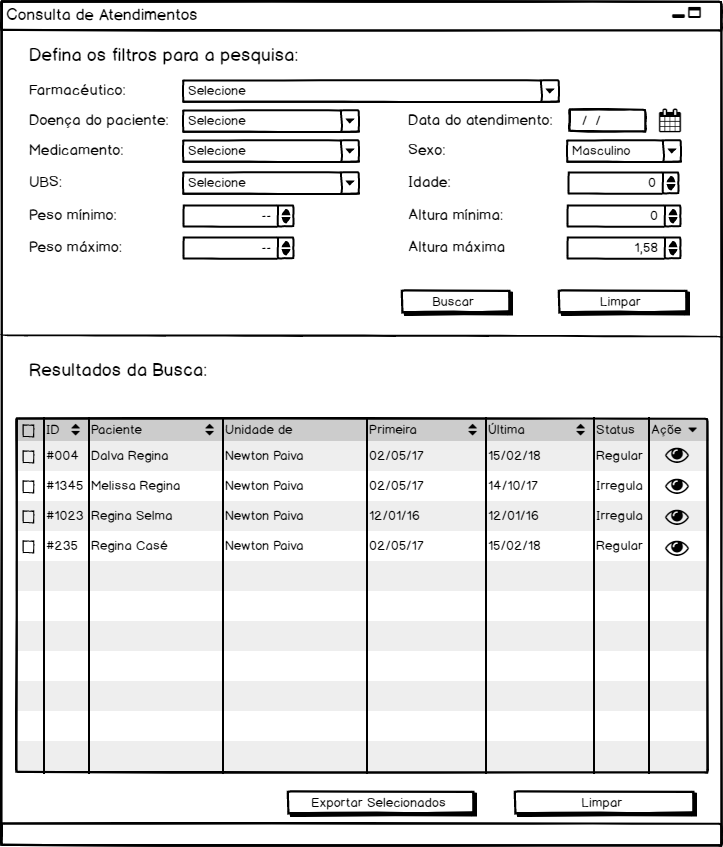 Consulta de Atendimentos
Defina os filtros para a pesquisa:
Farmacéutico: Selecione
Doença do paciente: Selecione Data do atendimento: / /
Medicamento: Selecione Sexo: Masculino
UBS: Selecione Idade: 0
Peso mínimo: -- Altura mínima: 0
Peso máximo: -- Altura máxima 1,58
Buscar Limpar
Resultados da Busca:
ID Paciente Unidade de Primeira Última Status Açõe
#004 Dalva Regina Newton Paiva 02/05/17 15/02/18 Regular
#1345 Melissa Regina Newton Paiva 02/05/17 14/10/17 Irregula
#1023 Regina Selma Newton Paiva 12/01/16 12/01/16 Irregula
#235 Regina Casé Newton Paiva 02/05/17 15/02/18 Regular
Exportar Selecionados Limpar